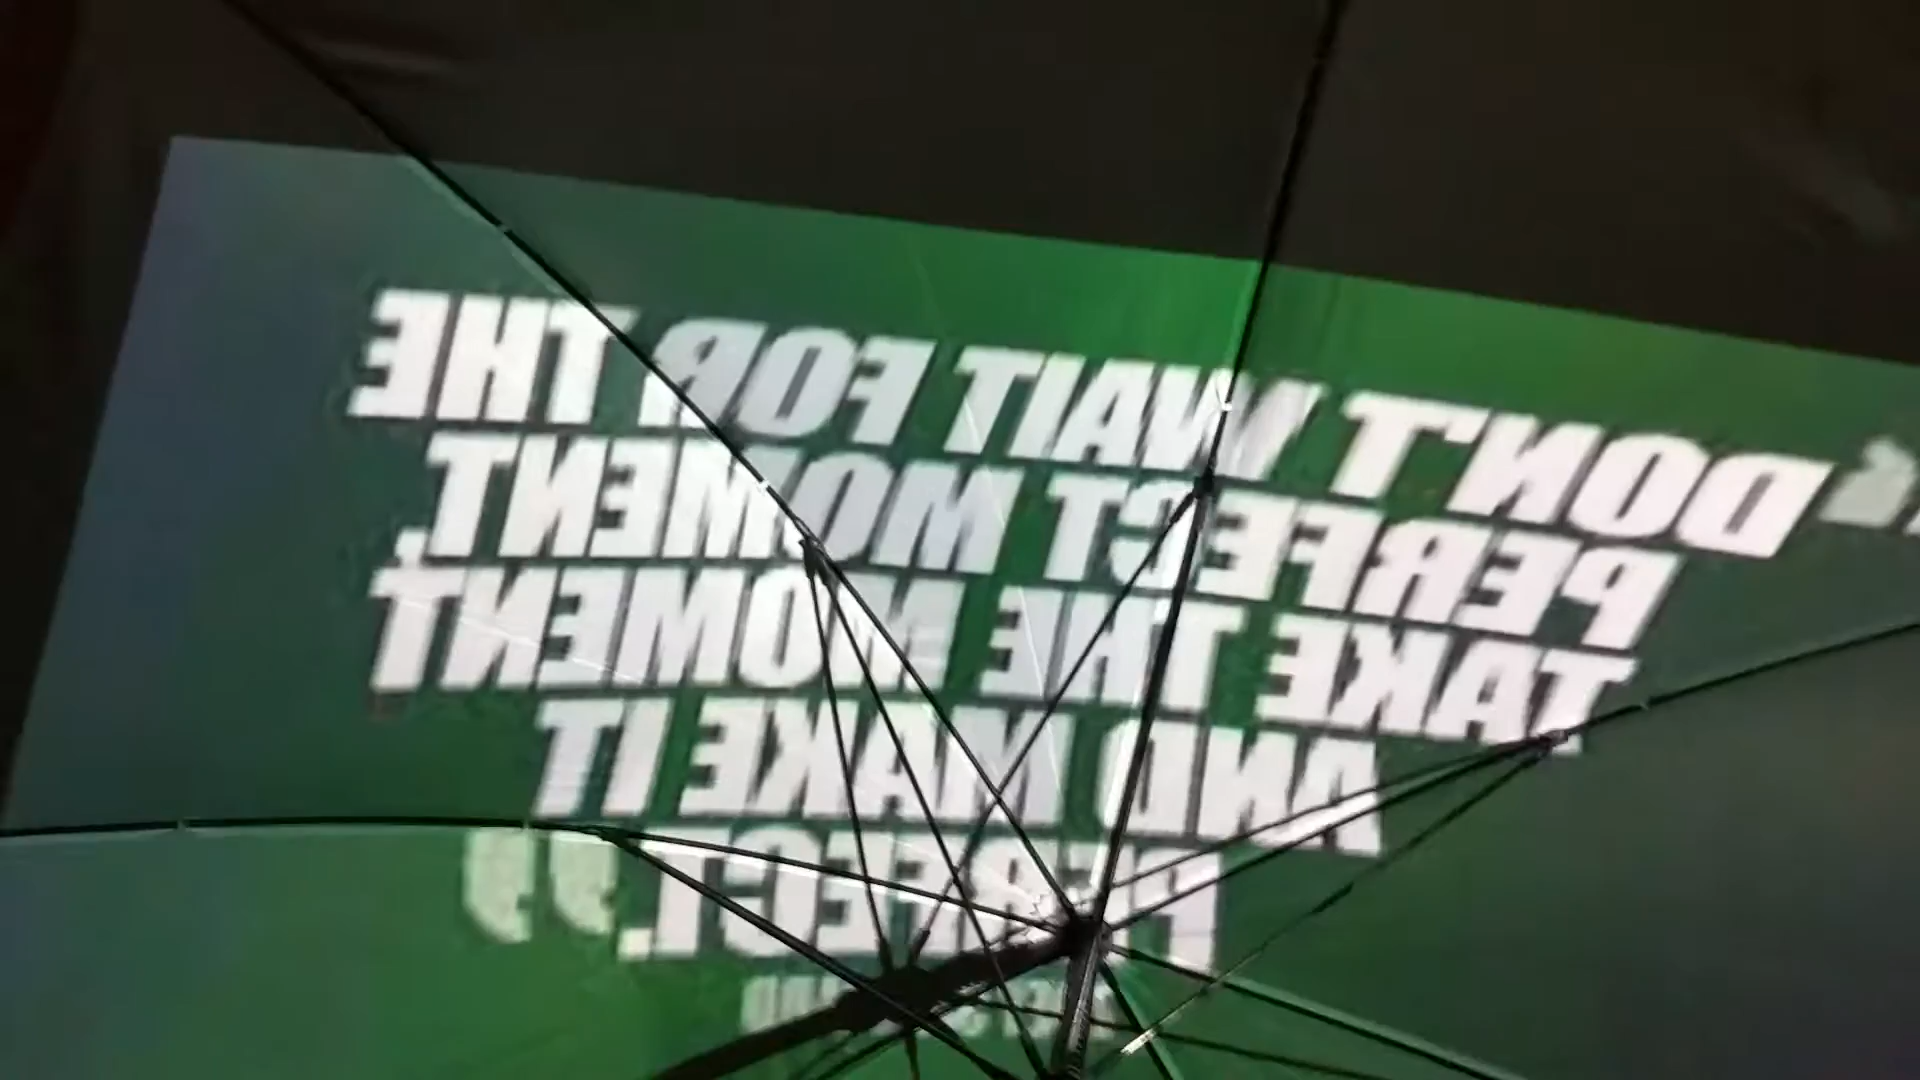 “DON'T WAIT FOR THE
PERFECT MOMENT,
TAKE THE MOMENT
AND MAKE IT
PERFECT.”